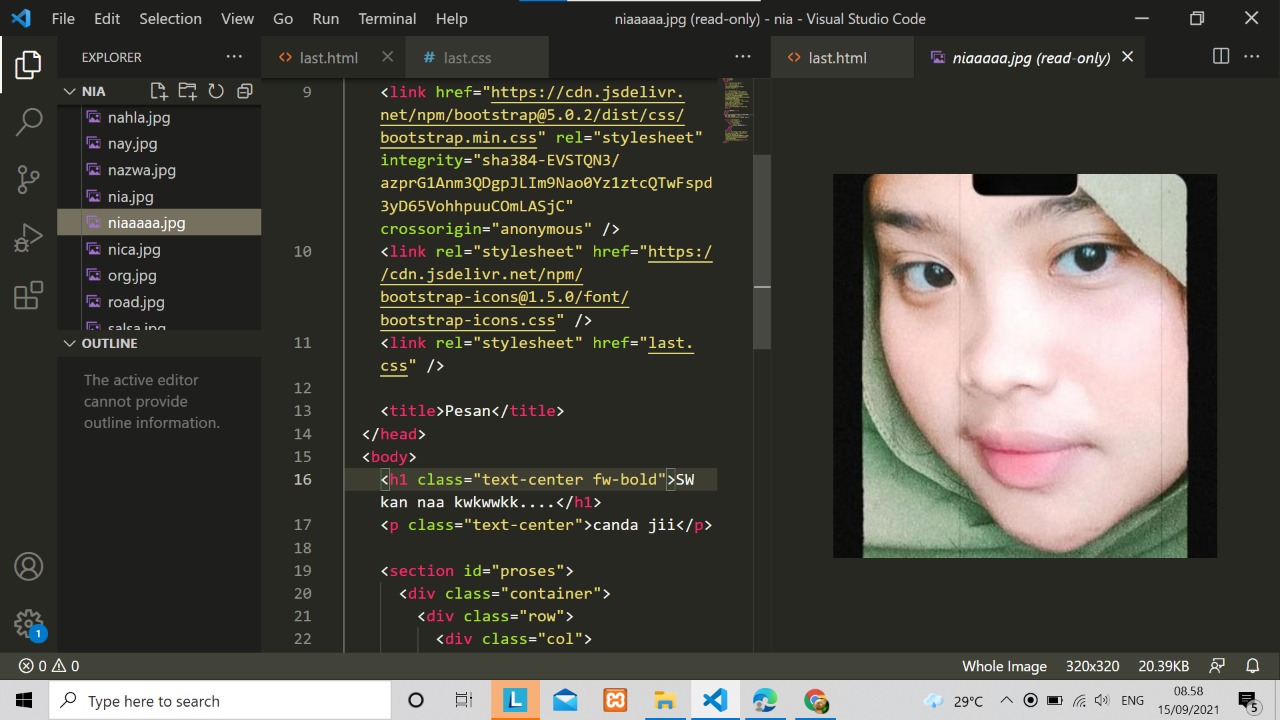 File Edit Selection View Go Run Terminal Help niaaaaa.jpg (read-only) - nia - Visual Studio Code
EXPLORER
last.html
# last.css
last.html
niaaaaa.jpg (read-only)
NIA
nahla.jpg
nay.jpg
nazwa.jpg
nia.jpg
niaaaaa.jpg
nica.jpg
org.jpg
road.jpg
salsa.jpg
OUTLINE
The active editor
cannot provide
outline information.
9 <link href="https://cdn.jsdelivr.
net/npm/bootstrap@5.0.2/dist/css/
bootstrap.min.css" rel="stylesheet"
integrity="sha384-EVSTQN3/
azprG1Anm3QDgpJLIm9Nao0Yz1ztcQTwFspd
3yD65VohhpuuCOmLASjC"
crossorigin="anonymous" />
10 <link rel="stylesheet" href="https:/
/cdn.jsdelivr.net/npm/
bootstrap-icons@1.5.0/font/
bootstrap-icons.css" />
11 <link rel="stylesheet" href="last.
css" />
12
13 <title>Pesan</title>
14 </head>
15 <body>
16 <h1 class="text-center fw-bold">SW
kan naa kwkwwkk....</h1>
17 <p class="text-center">canda jii</p>
18
19 <section id="proses">
20 <div class="container">
21 <div class="row">
22 <div class="col">
1
0 0 Whole Image 320x320 20.39KB
Type here to search
L
29°C
ENG
08.58
15/09/2021
5